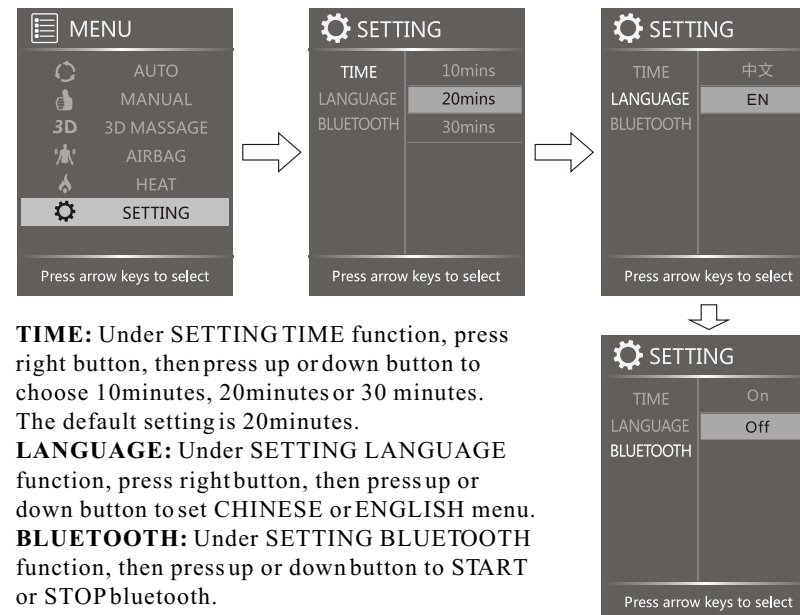 MENU
AUTO
MANUAL
3D 3D MASSAGE
AIRBAG
HEAT
SETTING
Press arrow keys to select
SETTING
TIME 10mins
LANGUAGE 20mins
BLUETOOTH 30mins
Press arrow keys to select
SETTING
TIME 中文
LANGUAGE EN
BLUETOOTH
Press arrow keys to select
TIME: Under SETTING TIME function, press
right button, then press up or down button to
choose 10minutes, 20minutes or 30 minutes.
The default setting is 20minutes.
LANGUAGE: Under SETTING LANGUAGE
function, press right button, then press up or
down button to set CHINESE or ENGLISH menu.
BLUETOOTH: Under SETTING BLUETOOTH
function, then press up or down button to START
or STOP bluetooth.
SETTING
TIME On
LANGUAGE Off
BLUETOOTH
Press arrow keys to select